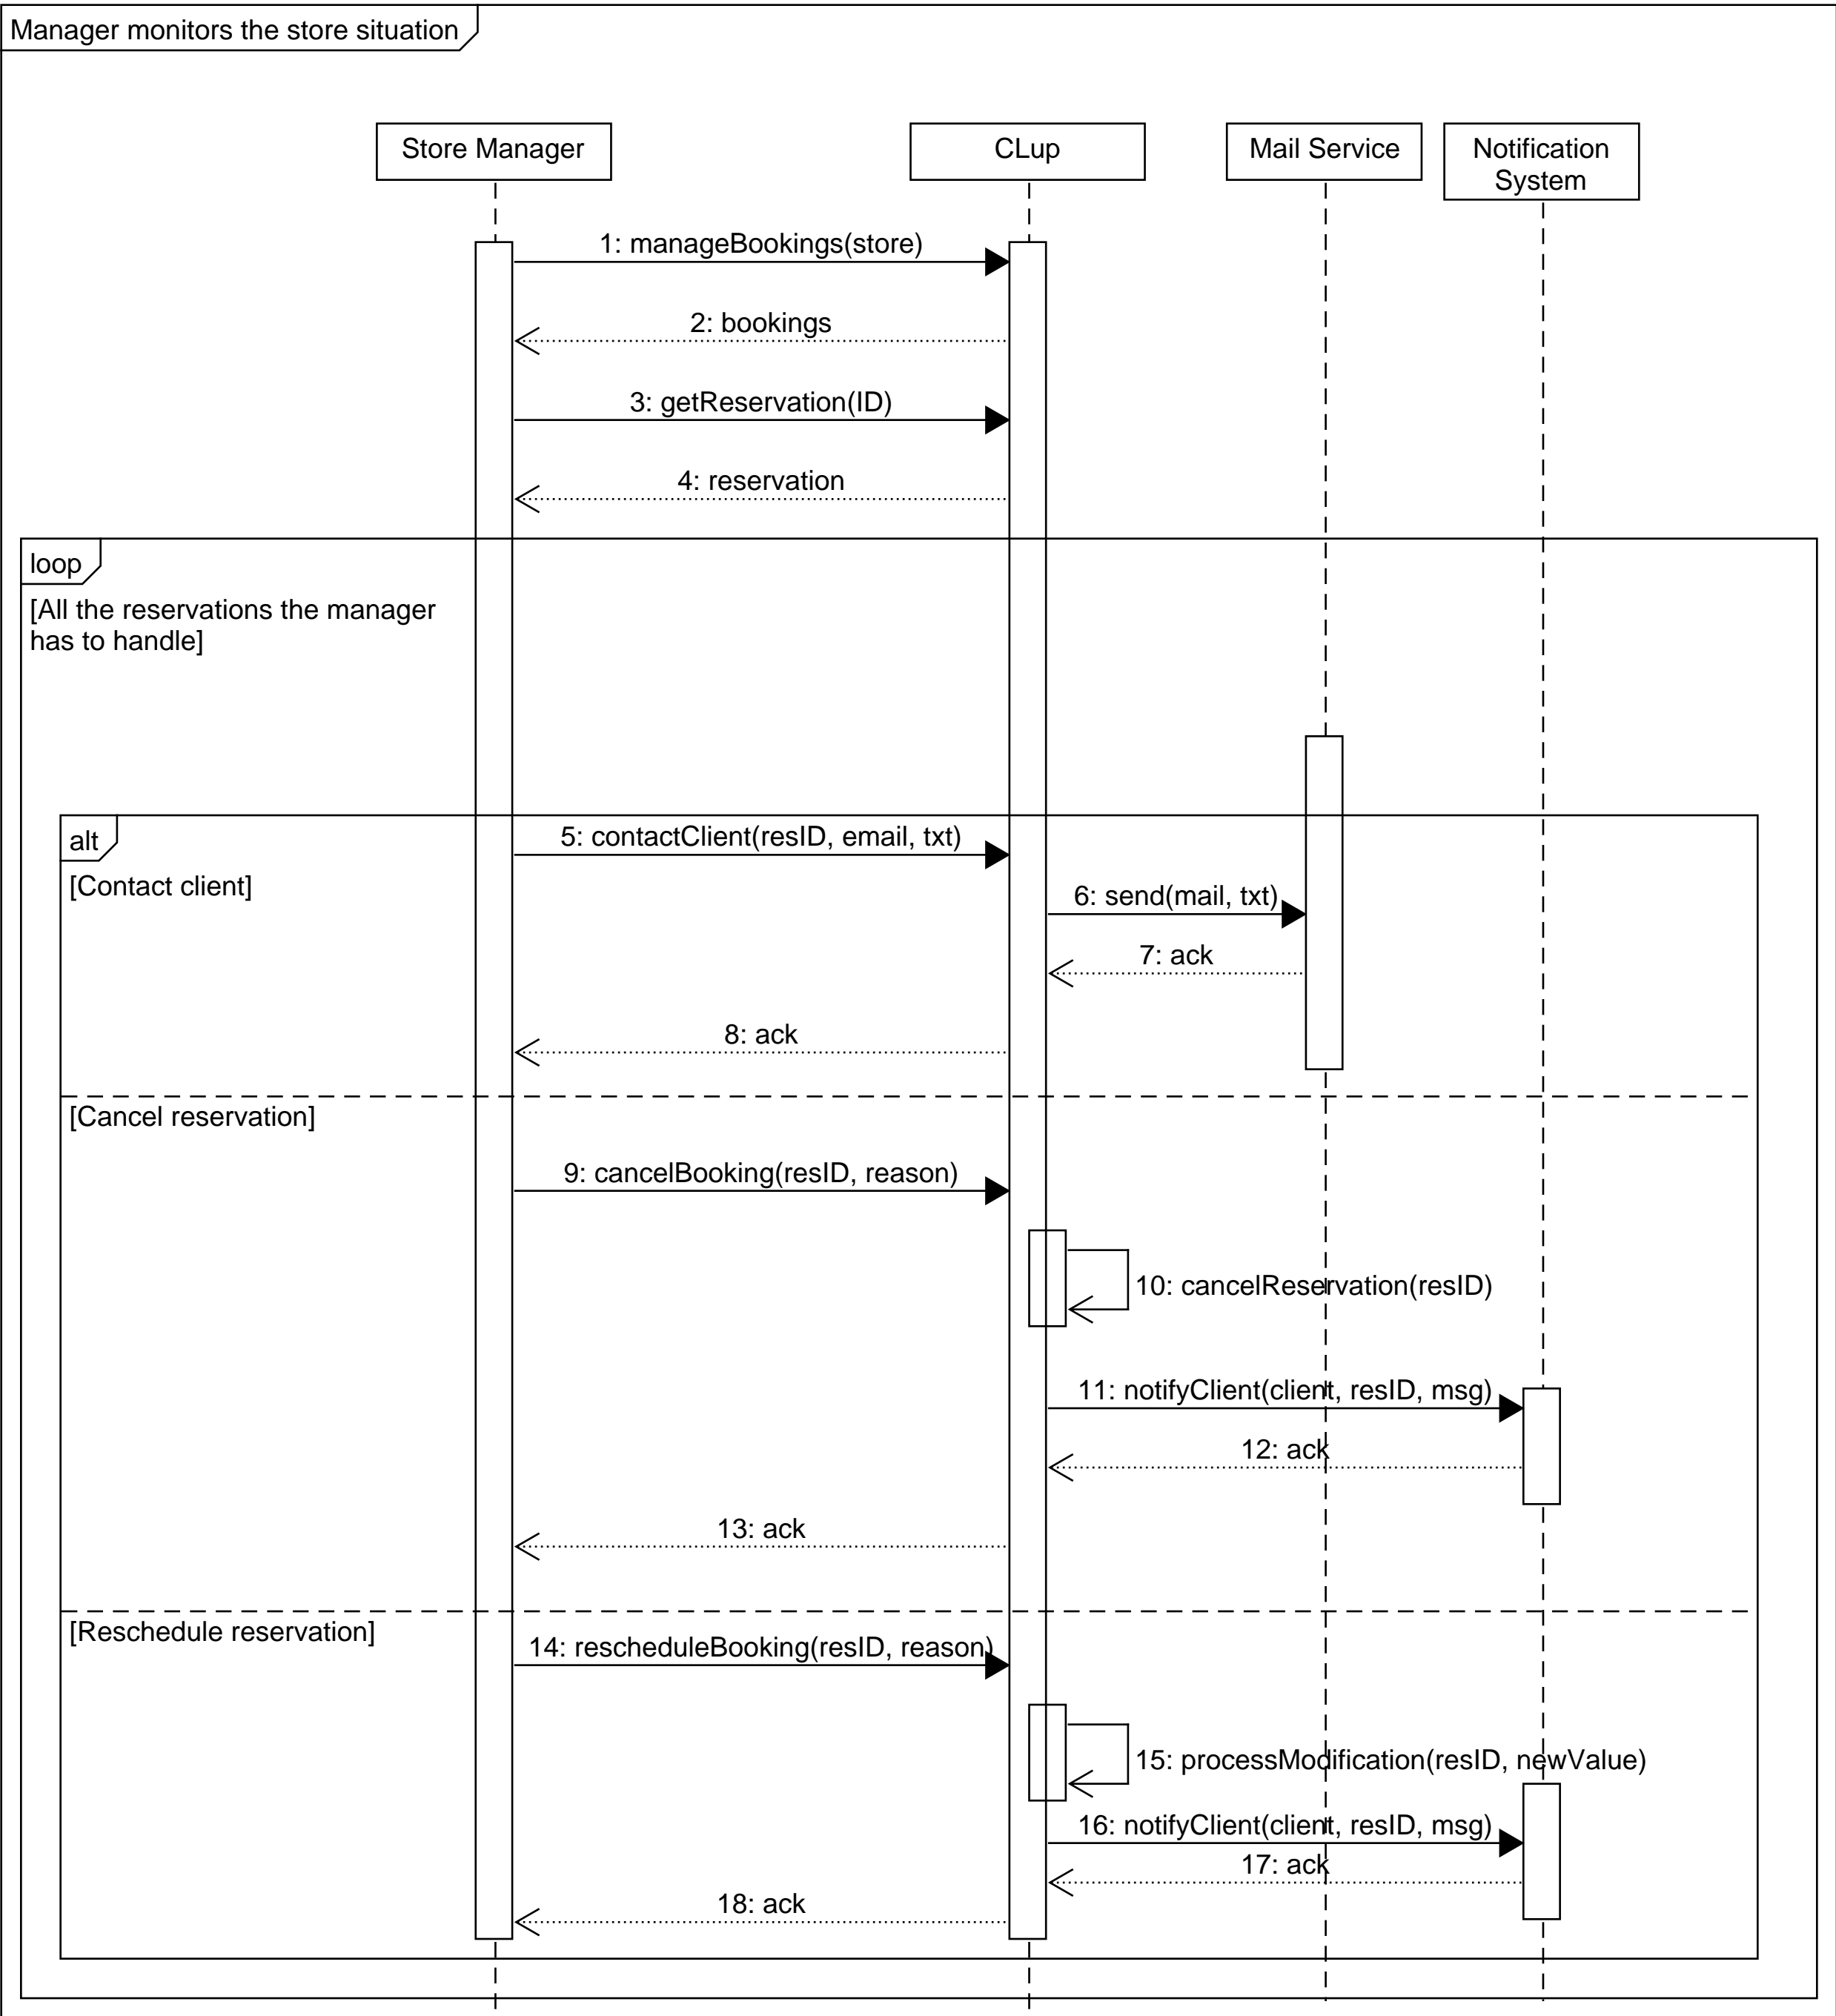 Manager monitors the store situation
Store Manager
CLup
Mail Service
Notification
System
1: manageBookings(store)
2: bookings
3: getReservation(ID)
4: reservation
loop
[All the reservations the manager
has to handle]
alt
5: contactClient(resID, email, txt)
[Contact client]
6: send(mail, txt)
7: ack
8: ack
[Cancel reservation]
9: cancelBooking(resID, reason)
10: cancelReservation(resID)
11: notifyClient(client, resID, msg)
12: ack
13: ack
[Reschedule reservation]
14: rescheduleBooking(resID, reason)
15: processModification(resID, newValue)
16: notifyClient(client, resID, msg)
17: ack
18: ack